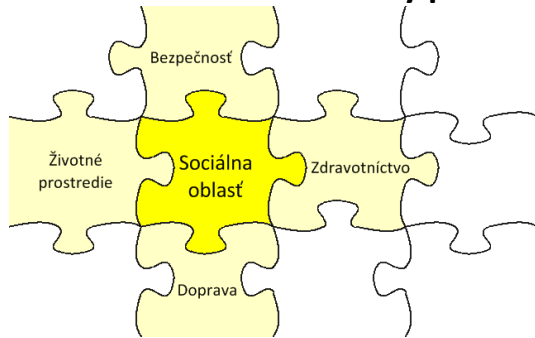 Bezpečnosť
Životné
prostredie
Sociálna
oblasť
Zdravotníctvo
Doprava